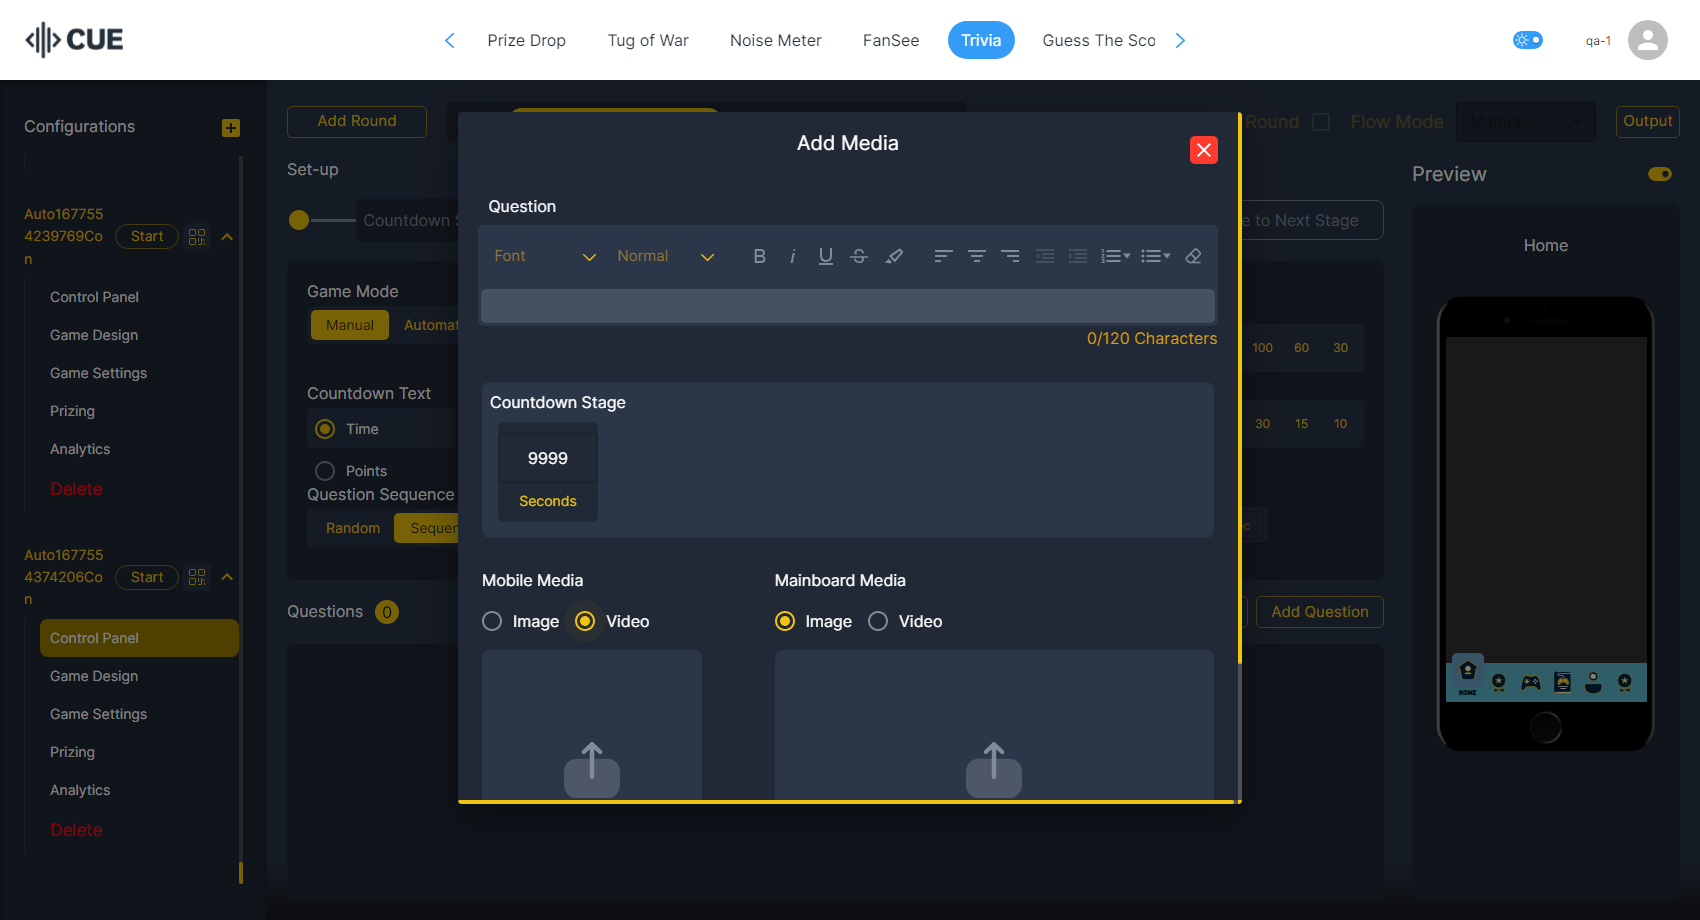 CUE
Prize Drop
Tug of War
Noise Meter
FanSee
Trivia
Guess The Sco
qa-1
Configurations
Auto167755
4239769Co
n
Start
Control Panel
Game Design
Game Settings
Prizing
Analytics
Delete
Auto167755
4374206Co
n
Start
Control Panel
Game Design
Game Settings
Prizing
Analytics
Delete
Add Round
Round
Flow Mode
Manual
Output
Set-up
Countdown S
e to Next Stage
Game Mode
Manual
Automat
100
60
30
Countdown Text
Time
Points
30
15
10
Question Sequence
Random
Sequen
Questions
0
Add Question
Add Media
Question
Font
Normal
B
i
U
S
0/120 Characters
Countdown Stage
9999
Seconds
Mobile Media
Image
Video
Mainboard Media
Image
Video
Preview
Home
HOME